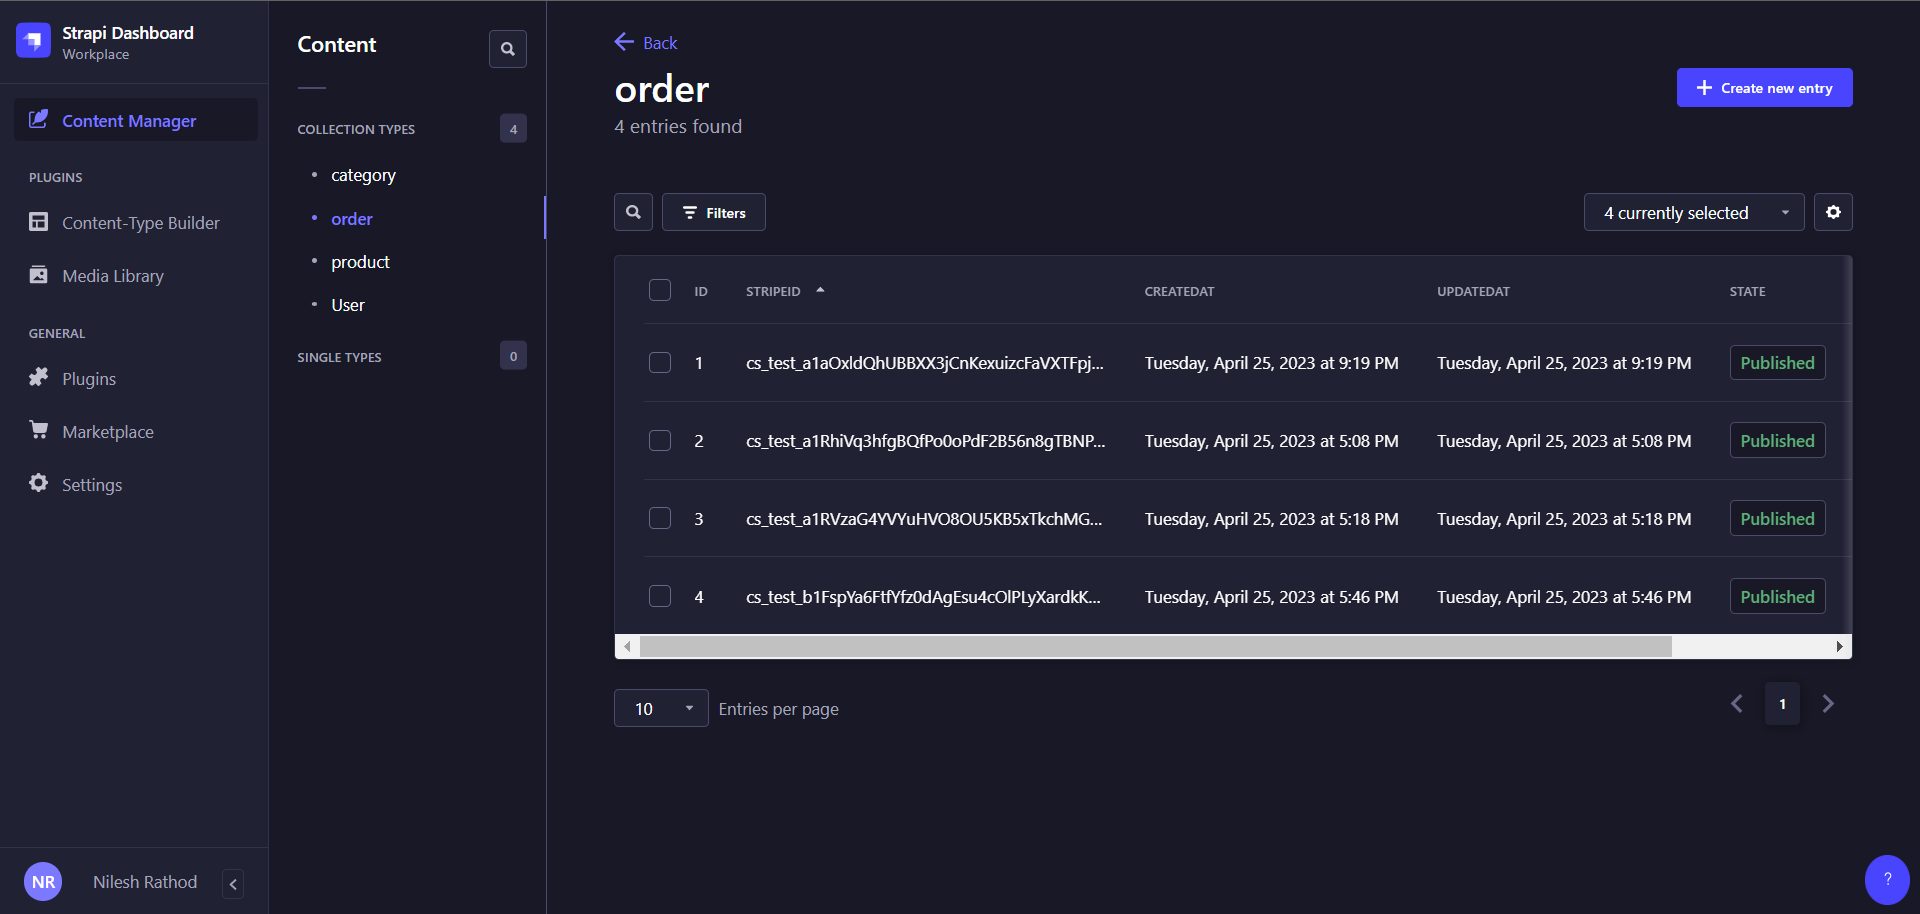 Strapi Dashboard
Workplace
Content Manager
PLUGINS
Content-Type Builder
Media Library
GENERAL
Plugins
Marketplace
Settings
NR
Nilesh Rathod
Content
COLLECTION TYPES 4
category
order
product
User
SINGLE TYPES 0
Back
order
4 entries found
Create new entry
Filters
4 currently selected
ID STRIPEID CREATEDAT UPDATEDAT STATE
1 cs_test_a1aOxldQhUBBXX3jCnKexuizcFaVXTFpj... Tuesday, April 25, 2023 at 9:19 PM Tuesday, April 25, 2023 at 9:19 PM Published
2 cs_test_a1RhiVq3hfgBQfPo0oPdF2B56n8gTBNP... Tuesday, April 25, 2023 at 5:08 PM Tuesday, April 25, 2023 at 5:08 PM Published
3 cs_test_a1RVzaG4YVYuHVO8OU5KB5xTkchMG... Tuesday, April 25, 2023 at 5:18 PM Tuesday, April 25, 2023 at 5:18 PM Published
4 cs_test_b1FspYa6FtfYfz0dAgEsu4cOlPLyXardkK... Tuesday, April 25, 2023 at 5:46 PM Tuesday, April 25, 2023 at 5:46 PM Published
10 Entries per page
1
?